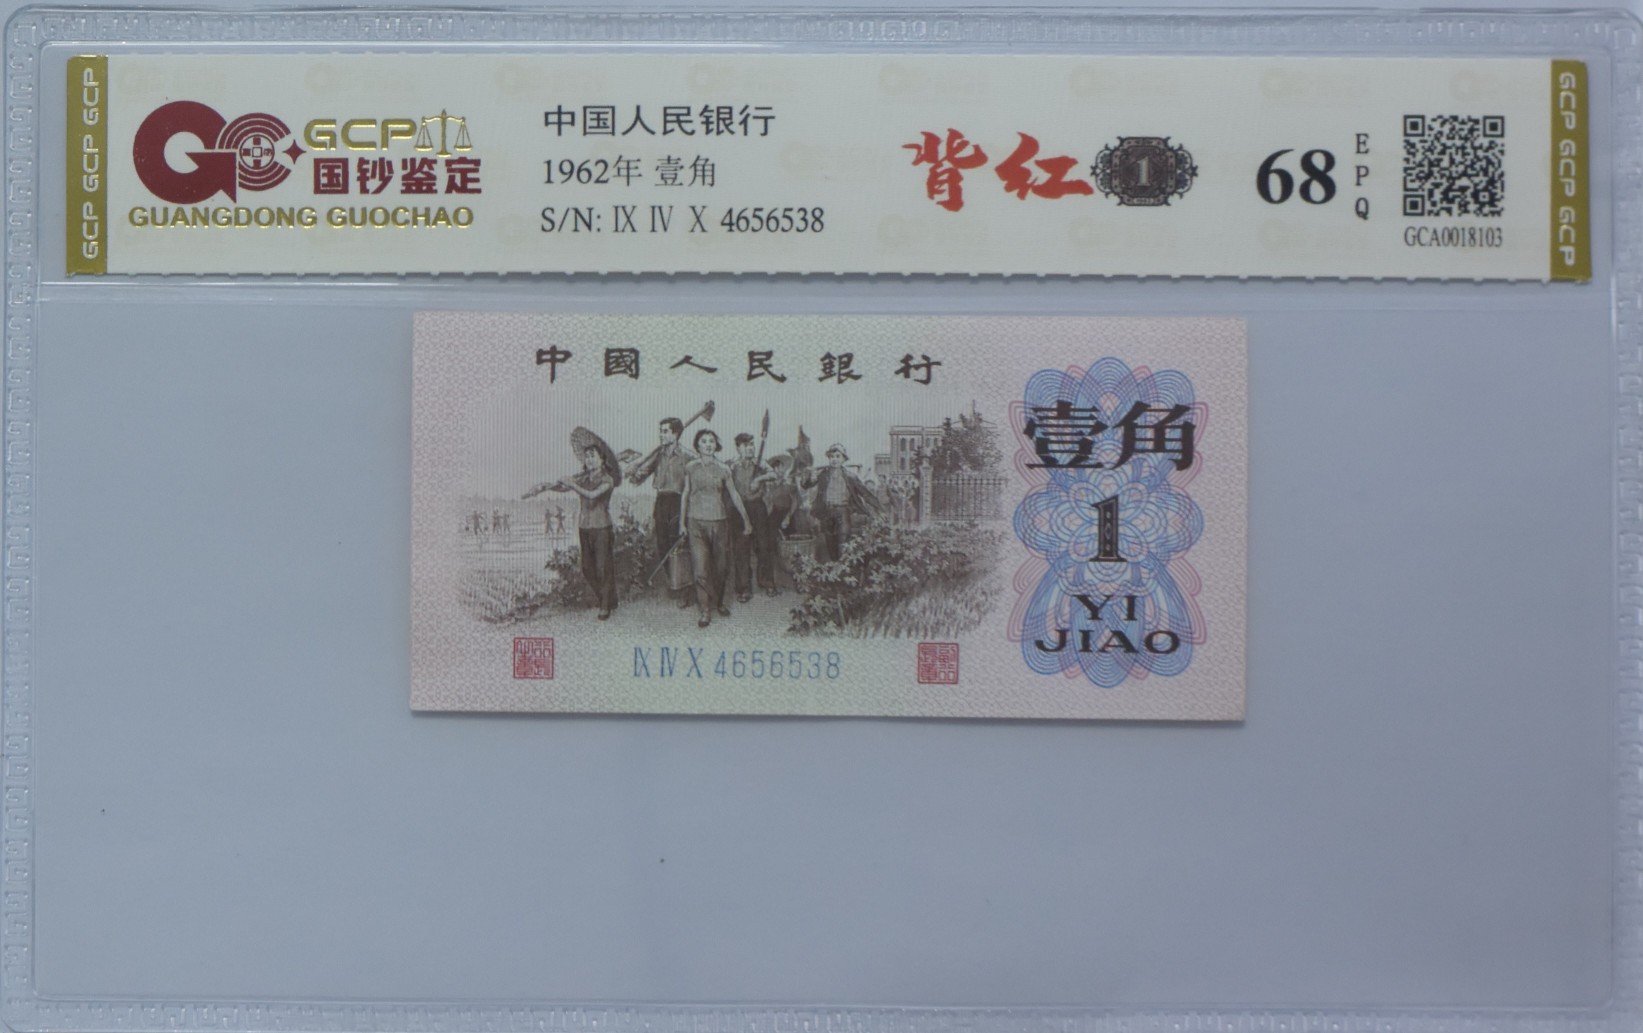 GCP GCP GCP
GCP
国钞鉴定
GUANGDONG GUOCHAO
中国人民银行
1962年 壹角
S/N: Ⅸ Ⅳ Ⅹ 4656538
背红
1
68
EPQ
GCA0018103
GCP GCP GCP
中國人民銀行
壹角
1
YI
JIAO
Ⅸ Ⅳ Ⅹ 4656538